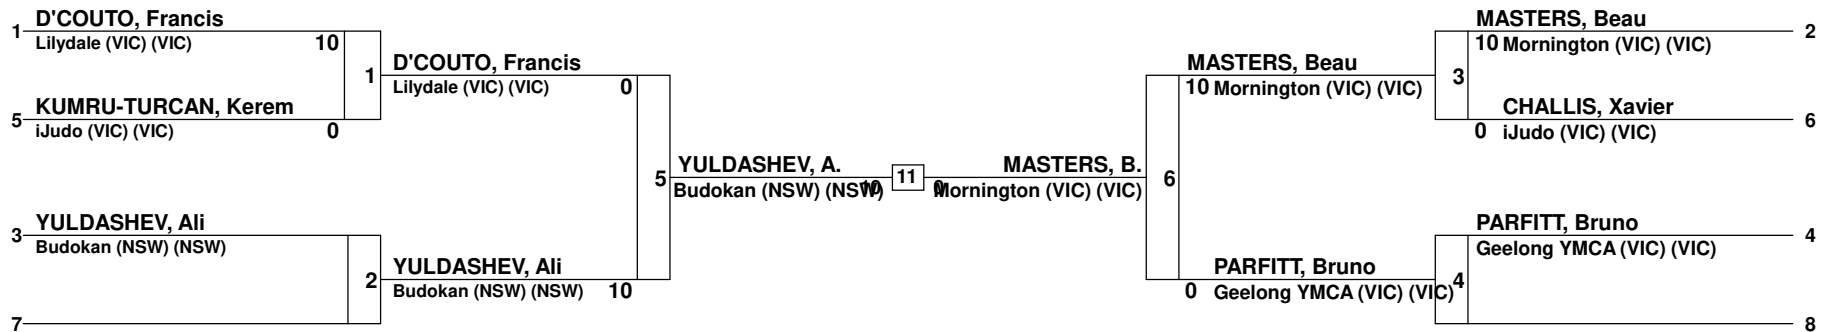 1 D'COUTO, Francis
Lilydale (VIC) (VIC) 10
5 KUMRU-TURCAN, Kerem
iJudo (VIC) (VIC) 0
1 D'COUTO, Francis
Lilydale (VIC) (VIC) 0
3 YULDASHEV, Ali
Budokan (NSW) (NSW)
7
2 YULDASHEV, Ali
Budokan (NSW) (NSW) 10
5 YULDASHEV, A.
Budokan (NSW) (NSW) 10
11
MASTERS, B.
0 Mornington (VIC) (VIC)
6
MASTERS, Beau
10 Mornington (VIC) (VIC)
PARFITT, Bruno
0 Geelong YMCA (VIC) (VIC)
3
MASTERS, Beau 2
10 Mornington (VIC) (VIC)
CHALLIS, Xavier 6
0 iJudo (VIC) (VIC)
4
PARFITT, Bruno 4
Geelong YMCA (VIC) (VIC)
8